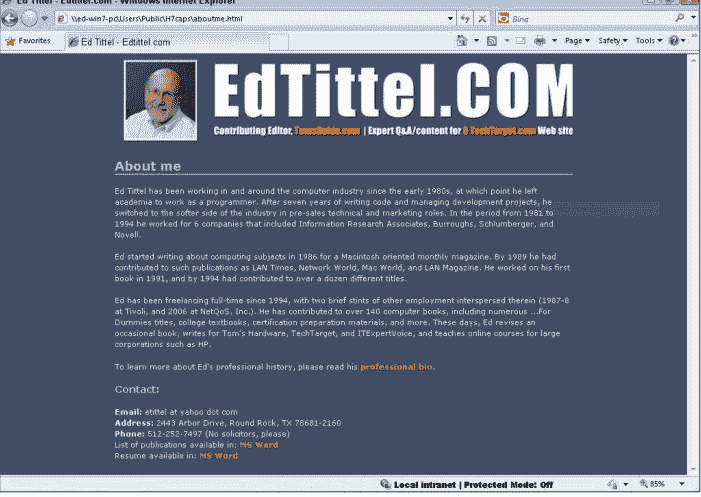 Ed Tittel - Edtittel.com - Windows Internet Explorer
\\ed-win7-pc\Users\Public\H7caps\aboutme.html
Bing
Favorites
Ed Tittel - Edtittel.com
Page
Safety
Tools
EdTittel.COM
Contributing Editor, TomsGuide.com | Expert Q&A/content for 6 TechTarget.com Web site
About me
Ed Tittel has been working in and around the computer industry since the early 1980s, at which point he left
academia to work as a programmer. After seven years of writing code and managing development projects, he
switched to the softer side of the industry in pre-sales technical and marketing roles. In the period from 1981 to
1994 he worked for 6 companies that included Information Research Associates, Burroughs, Schlumberger, and
Novell.
Ed started writing about computing subjects in 1986 for a Macintosh oriented monthly magazine. By 1989 he had
contributed to such publications as LAN Times, Network World, Mac World, and LAN Magazine. He worked on his first
book in 1991, and by 1994 had contributed to over a dozen different titles.
Ed has been freelancing full-time since 1994, with two brief stints of other employment interspersed therein (1987-8
at Tivoli, and 2006 at NetQoS, Inc.). He has contributed to over 140 computer books, including numerous ...For
Dummies titles, college textbooks, certification preparation materials, and more. These days, Ed revises an
occasional book, writes for Tom's Hardware, TechTarget, and ITExpertVoice, and teaches online courses for large
corporations such as HP.
To learn more about Ed's professional history, please read his professional bio.
Contact:
Email: etittel at yahoo dot com
Address: 2443 Arbor Drive, Round Rock, TX 78681-2160
Phone: 512-252-7497 (No solicitors, please)
List of publications available in: MS Word
Resume available in: MS Word
Local intranet | Protected Mode: Off
85%